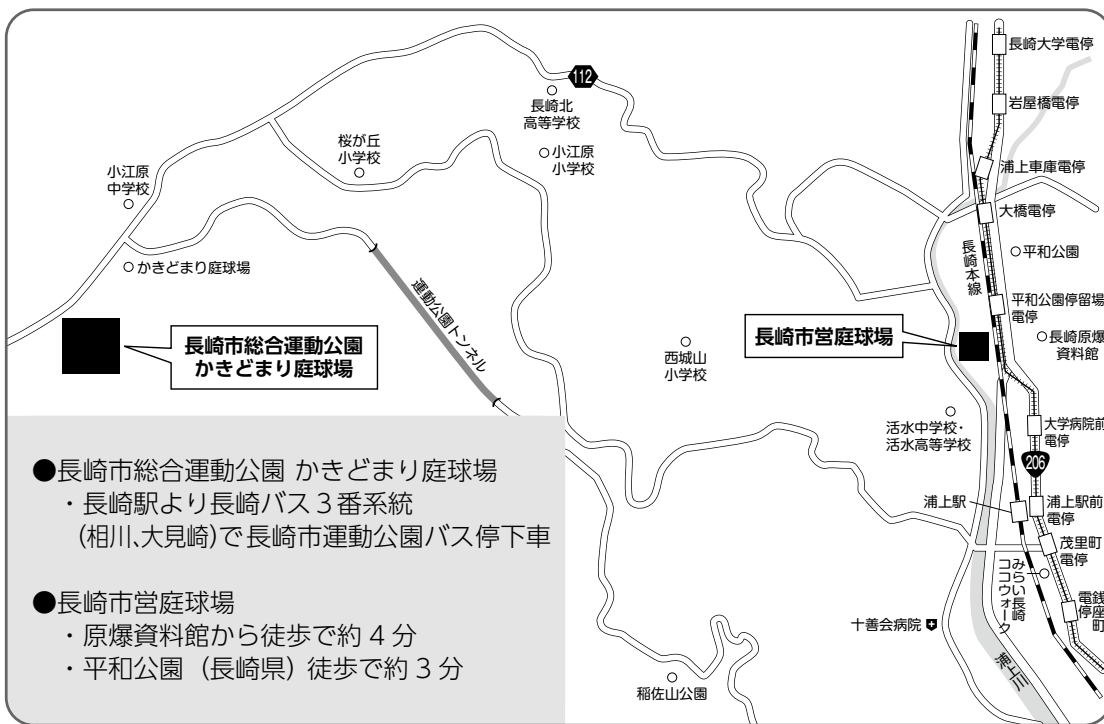 長崎大学電停
岩屋橋電停
浦上車庫電停
大橋電停
平和公園
平和公園停留場
電停
長崎原爆
資料館
大学病院前
電停
206
浦上駅前
電停
茂里町
電停
銭座町
電停
112
長崎北
高等学校
小江原
小学校
桜が丘
小学校
小江原
中学校
かきどまり庭球場
運動公園トンネル
長崎本線
長崎市総合運動公園
かきどまり庭球場
長崎市営庭球場
西城山
小学校
活水中学校・
活水高等学校
浦上駅
みらい長崎
ココウォーク
十善会病院
浦上川
稲佐山公園
●長崎市総合運動公園 かきどまり庭球場
・長崎駅より長崎バス3番系統
(相川、大見崎)で長崎市運動公園バス停下車
●長崎市営庭球場
・原爆資料館から徒歩で約 4 分
・平和公園（長崎県）徒歩で約 3 分